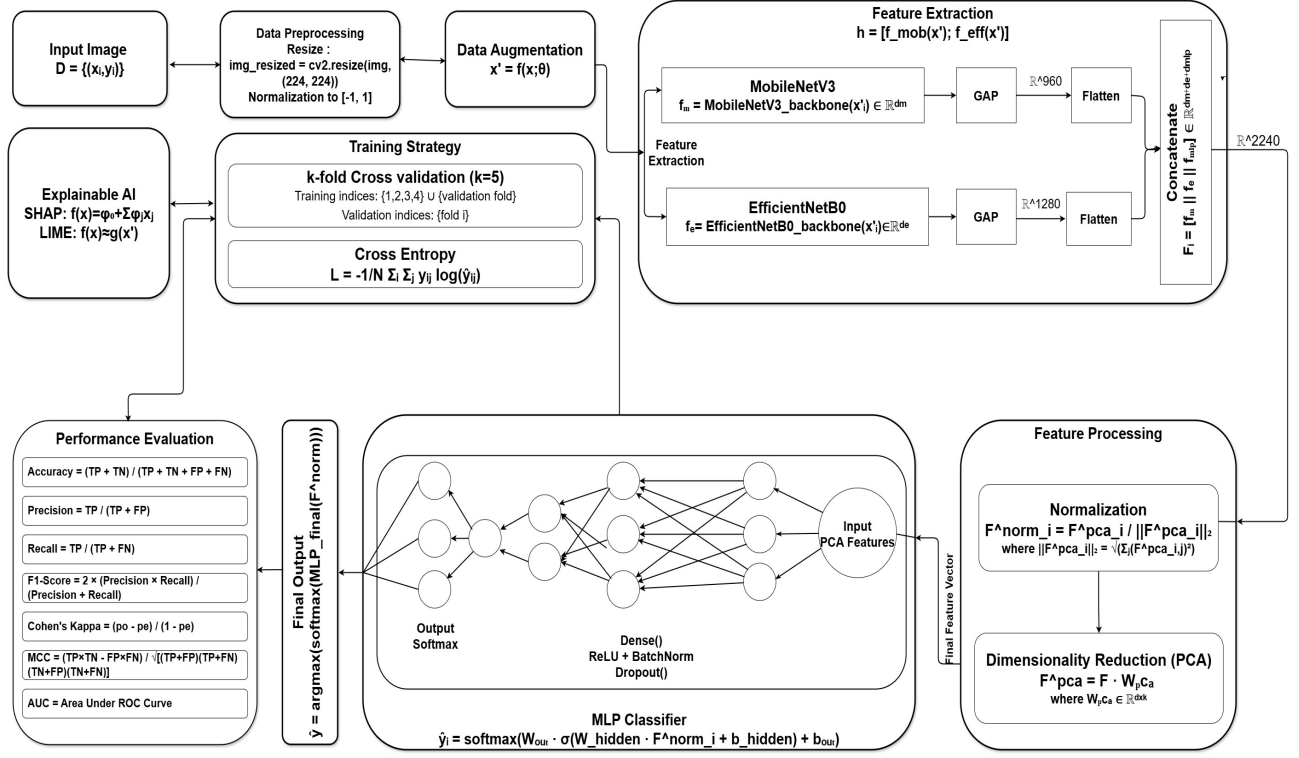 Input Image
D = {(xᵢ,yᵢ)}
Data Preprocessing
Resize :
img_resized = cv2.resize(img,
(224, 224))
Normalization to [-1, 1]
Data Augmentation
x' = f(x;θ)
Feature Extraction
h = [f_mob(x'); f_eff(x')]
MobileNetV3
fₘ = MobileNetV3_backbone(x'ᵢ) ∈ ℝᵈᵐ
GAP
ℝ^960
Flatten
Feature
Extraction
EfficientNetB0
fₑ= EfficientNetB0_backbone(x'ᵢ)∈ℝᵈᵉ
GAP
ℝ^1280
Flatten
Concatenate
Fᵢ = [fₘ || fₑ || fₘₗₚ] ∈ ℝᵈᵐ⁺ᵈᵉ⁺ᵈᵐˡᵖ
ℝ^2240
Explainable AI
SHAP: f(x)=φ₀+Σφⱼxⱼ
LIME: f(x)≈g(x')
Training Strategy
k-fold Cross validation (k=5)
Training indices: {1,2,3,4} ∪ {validation fold}
Validation indices: {fold i}
Cross Entropy
L = -1/N Σᵢ Σⱼ yᵢⱼ log(ŷᵢⱼ)
Performance Evaluation
Accuracy = (TP + TN) / (TP + TN + FP + FN)
Precision = TP / (TP + FP)
Recall = TP / (TP + FN)
F1-Score = 2 × (Precision × Recall) /
(Precision + Recall)
Cohen's Kappa = (po - pe) / (1 - pe)
MCC = (TP×TN - FP×FN) / √[(TP+FP)(TP+FN)
(TN+FP)(TN+FN)]
AUC = Area Under ROC Curve
Final Output
ŷ = argmax(softmax(MLP_final(F^norm)))
Input
PCA Features
Output
Softmax
Dense()
ReLU + BatchNorm
Dropout()
MLP Classifier
ŷᵢ = softmax(Wₒᵤₜ · σ(W_hidden · F^norm_i + b_hidden) + bₒᵤₜ)
Final Feature Vector
Feature Processing
Normalization
F^norm_i = F^pca_i / ||F^pca_i||₂
where ||F^pca_i||₂ = √(Σⱼ(F^pca_i,j)²)
Dimensionality Reduction (PCA)
F^pca = F · Wₚcₐ
where Wₚcₐ ∈ ℝᵈˣᵏ